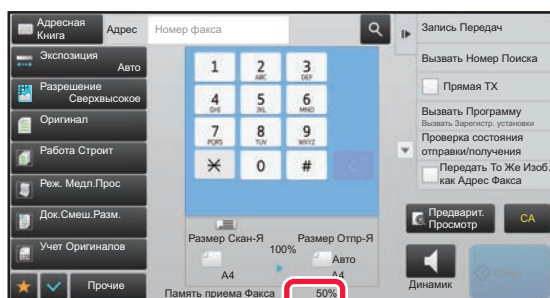 Адресная Книга
Адрес
Номер факса
Экспозиция
Авто
Разрешение
Сверхвысокое
Оригинал
Работа Строит
Реж. Медл.Прос
Док.Смеш.Разм.
Учет Оригиналов
Прочие
1
2 ABC
3 DEF
4 GHI
5 JKL
6 MNO
7 PQRS
8 TUV
9 WXYZ
0
#
Размер Скан-Я
100%
Размер Отпр-Я
A4
Авто
A4
Память приема Факса
50%
Запись Передач
Вызвать Номер Поиска
Прямая TX
Вызвать Программу
Вызвать Зарегистр. установки
Проверка состояния
отправки/получения
Передать То Же Изоб.
как Адрес Факса
Предварит.
Просмотр
CA
Динамик
Старт